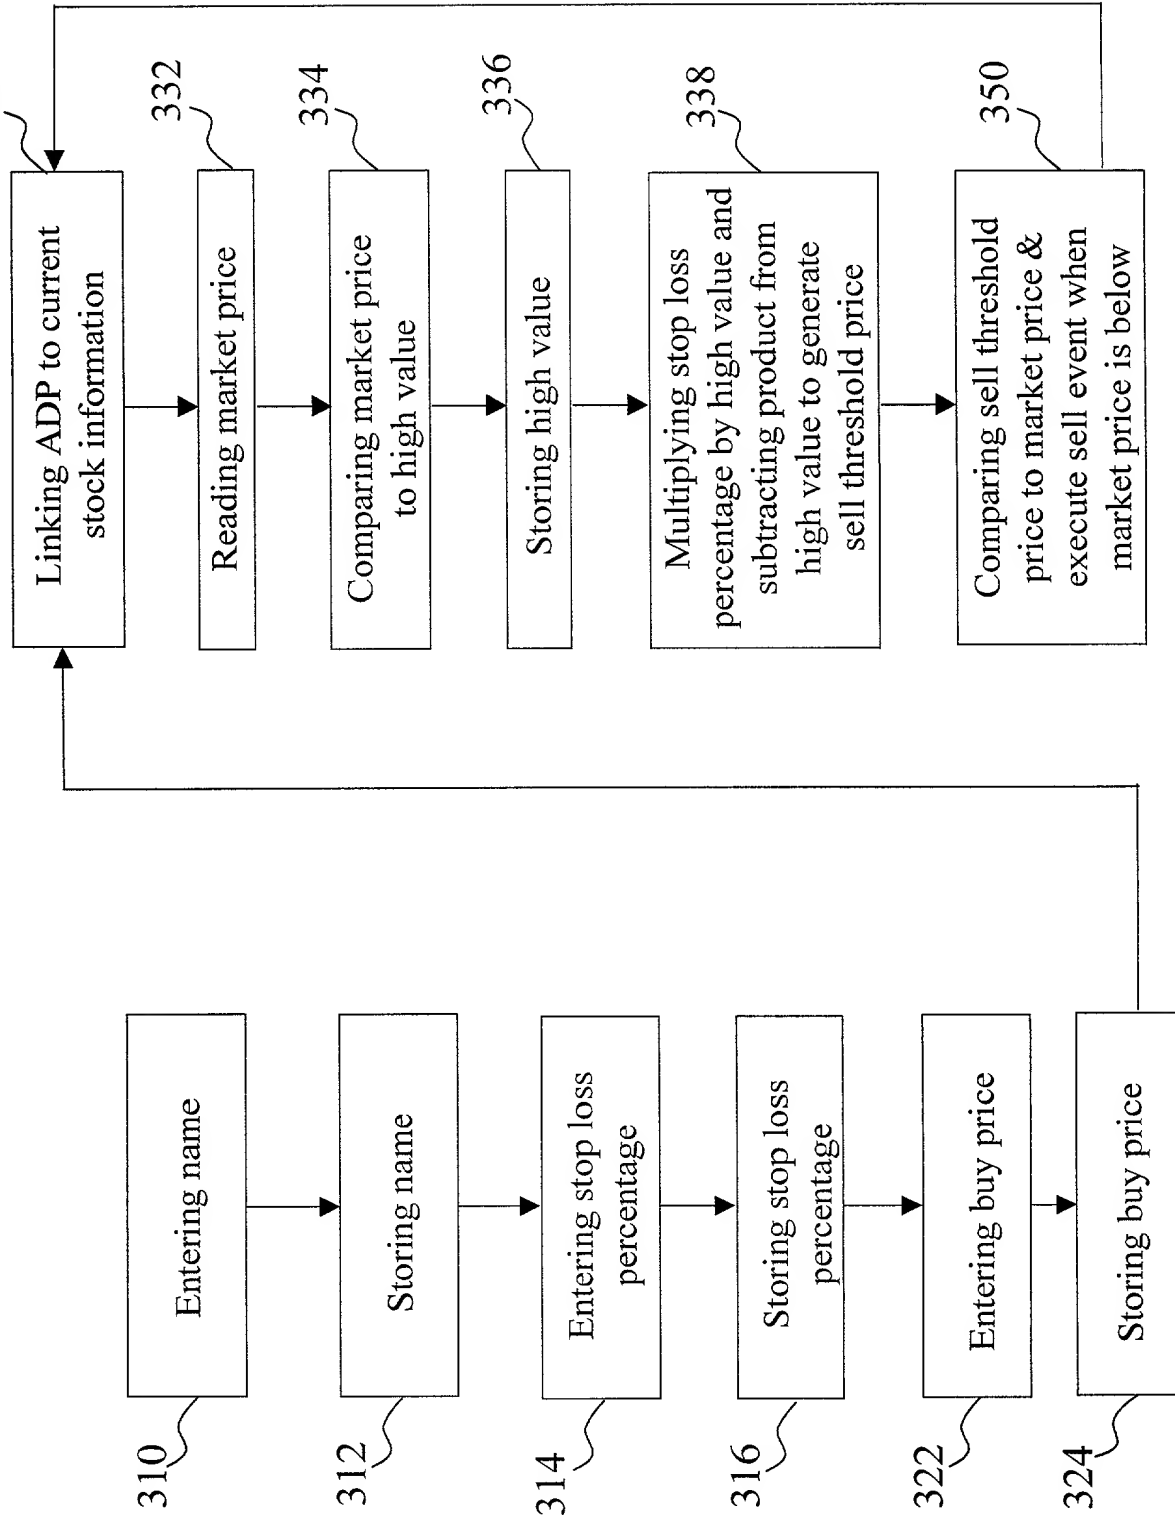 310
Entering name
312
Storing name
314
Entering stop loss
percentage
316
Storing stop loss
percentage
322
Entering buy price
324
Storing buy price
Linking ADP to current
stock information
332
Reading market price
334
Comparing market price
to high value
336
Storing high value
338
Multiplying stop loss
percentage by high value and
subtracting product from
high value to generate
sell threshold price
350
Comparing sell threshold
price to market price &
execute sell event when
market price is below